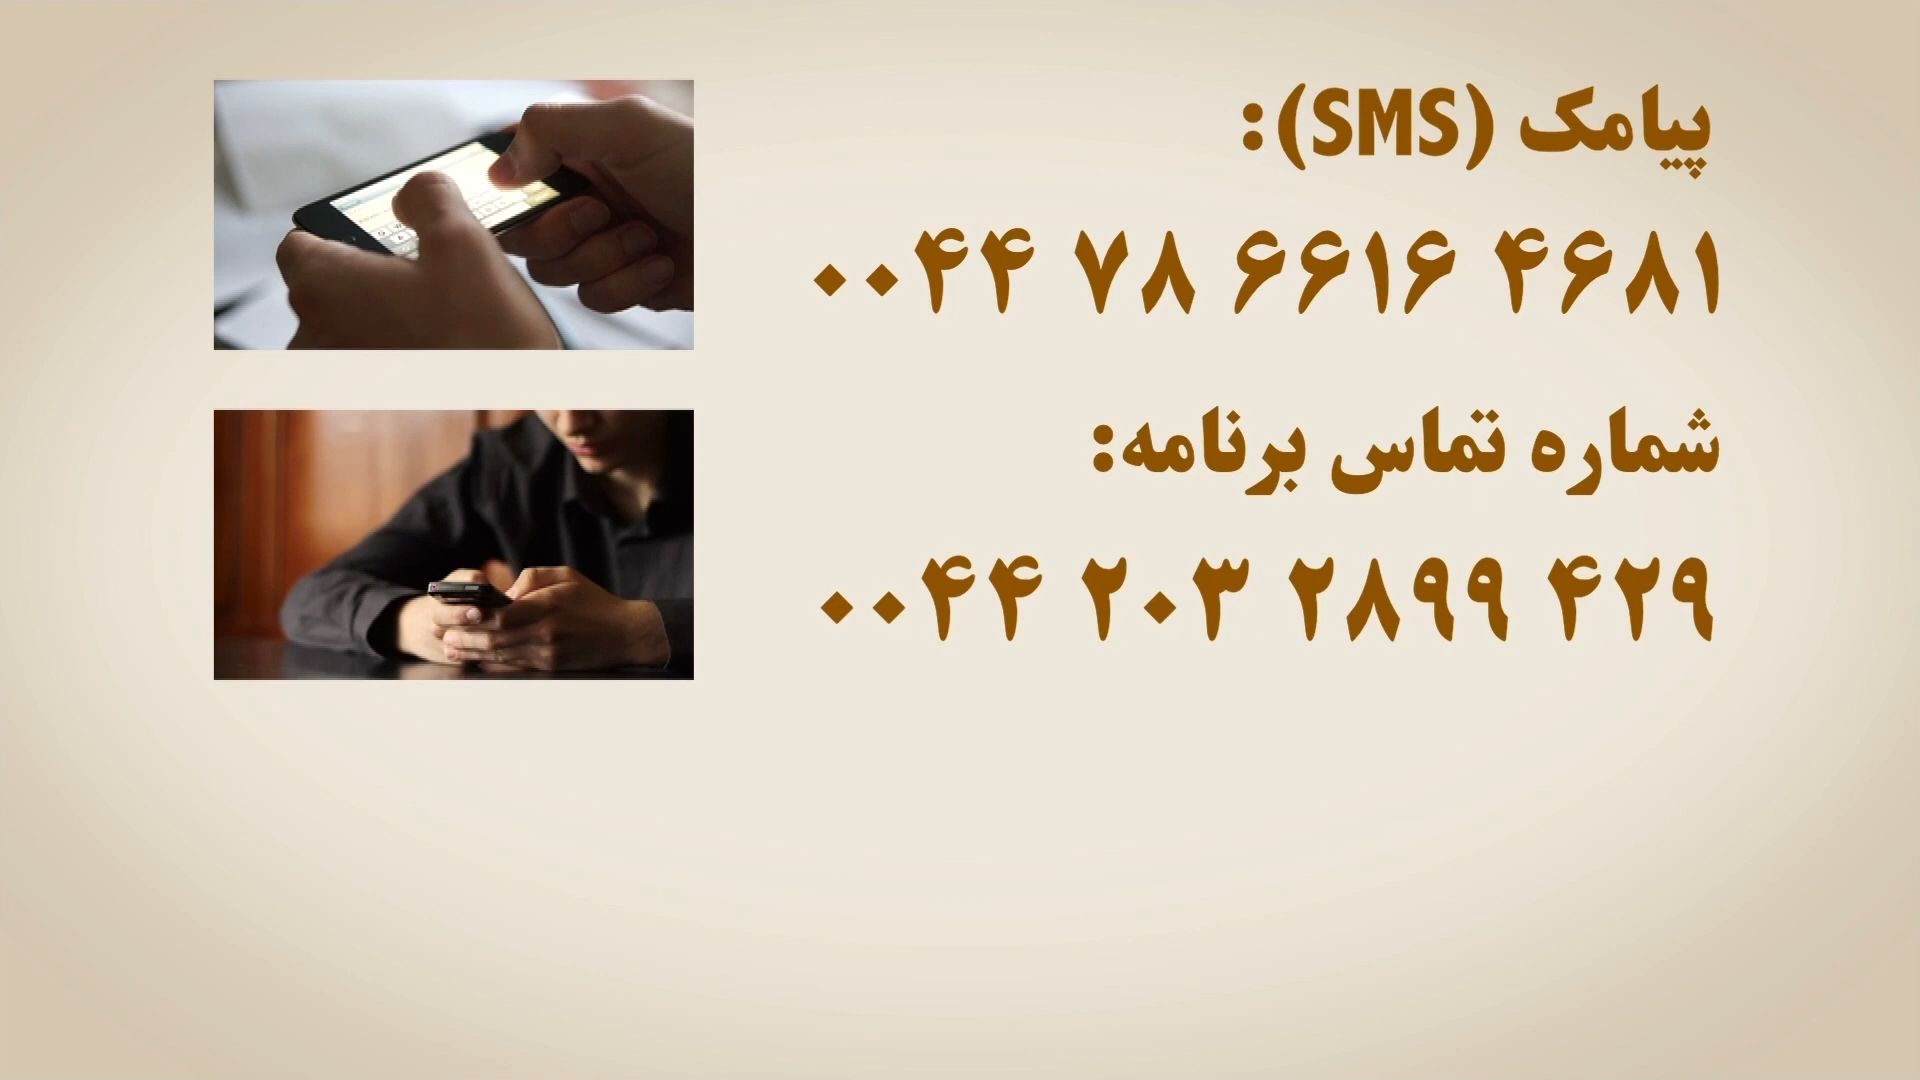 پیامک (SMS):
۰۰۴۴ ۷۸ ۶۶۱۶ ۴۶۸۱
شماره تماس برنامه:
۰۰۴۴ ۲۰۳ ۲۸۹۹ ۴۲۹